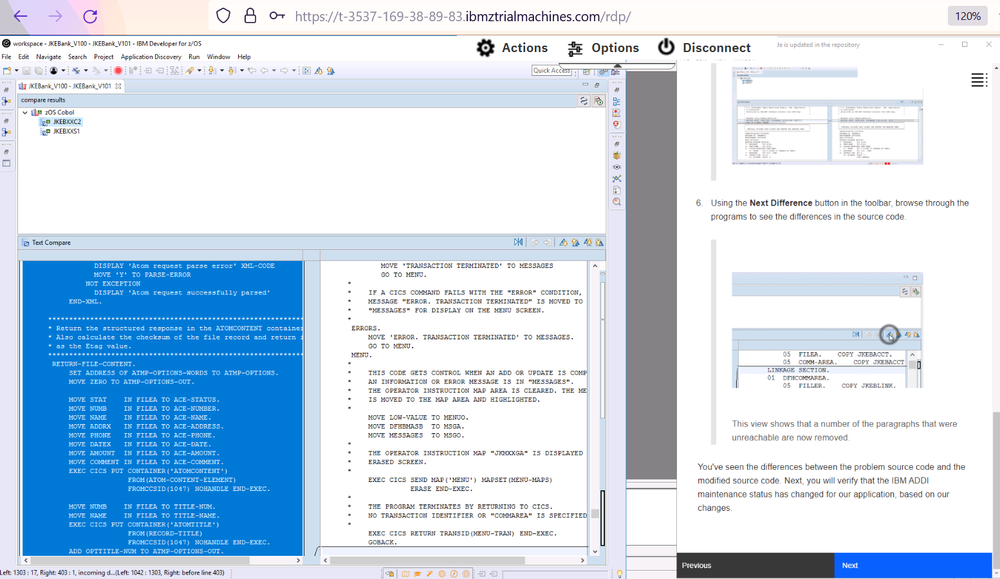 https://t-3537-169-38-89-83.ibmztrialmachines.com/rdp/
120%
workspace - JKEBank_V100 - JKEBank_V101 - IBM Developer for z/OS
Actions
Options
Disconnect
de is updated in the repository
File Edit Navigate Search Project Application Discovery Run Window Help
Quick Access
JKEBank_V100 - JKEBank_V101
compare results
zOS Cobol
JKEBXXC2
JKEBXXS1
Text Compare
DISPLAY 'Atom request parse error' XML-CODE
MOVE 'Y' TO PARSE-ERROR
NOT EXCEPTION
DISPLAY 'Atom request successfully parsed'
END-XML.
*************************************************************
* Return the structured response in the ATOMCONTENT container
* Also calculate the checksum of the file record and return i
* as the Etag value.
*************************************************************
RETURN-FILE-CONTENT.
SET ADDRESS OF ATMP-OPTIONS-WORDS TO ATMP-OPTIONS.
MOVE ZERO TO ATMP-OPTIONS-OUT.
MOVE STAT IN FILEA TO ACE-STATUS.
MOVE NUMB IN FILEA TO ACE-NUMBER.
MOVE NAME IN FILEA TO ACE-NAME.
MOVE ADDRX IN FILEA TO ACE-ADDRESS.
MOVE PHONE IN FILEA TO ACE-PHONE.
MOVE DATEX IN FILEA TO ACE-DATE.
MOVE AMOUNT IN FILEA TO ACE-AMOUNT.
MOVE COMMENT IN FILEA TO ACE-COMMENT.
EXEC CICS PUT CONTAINER('ATOMCONTENT')
FROM(ATOM-CONTENT-ELEMENT)
FROMCCSID(1047) NOHANDLE END-EXEC.
MOVE NUMB IN FILEA TO TITLE-NUM.
MOVE NAME IN FILEA TO TITLE-NAME.
EXEC CICS PUT CONTAINER('ATOMTITLE')
FROM(RECORD-TITLE)
FROMCCSID(1047) NOHANDLE END-EXEC.
ADD OPTTITLE-NUM TO ATMP-OPTIONS-OUT.
MOVE 'TRANSACTION TERMINATED' TO MESSAGES
GO TO MENU.
*
* IF A CICS COMMAND FAILS WITH THE "ERROR" CONDITION,
* MESSAGE "ERROR. TRANSACTION TERMINATED" IS MOVED TO
* "MESSAGES" FOR DISPLAY ON THE MENU SCREEN.
*
ERRORS.
MOVE 'ERROR. TRANSACTION TERMINATED' TO MESSAGES.
GO TO MENU.
MENU.
*
* THIS CODE GETS CONTROL WHEN AN ADD OR UPDATE IS COMP
* AN INFORMATION OR ERROR MESSAGE IS IN "MESSAGES".
* THE OPERATOR INSTRUCTION MAP AREA IS CLEARED. THE ME
* IS MOVED TO THE MAP AREA AND HIGHLIGHTED.
*
MOVE LOW-VALUE TO MENUO.
MOVE DFHBMASB TO MSGA.
MOVE MESSAGES TO MSGO.
*
* THE OPERATOR INSTRUCTION MAP "JKMXXGA" IS DISPLAYED
* ERASED SCREEN.
*
EXEC CICS SEND MAP('MENU') MAPSET(MENU-MAPS)
ERASE END-EXEC.
*
* THE PROGRAM TERMINATES BY RETURNING TO CICS.
* NO TRANSACTION IDENTIFIER OR "COMMAREA" IS SPECIFIED
*
EXEC CICS RETURN TRANSID(MENU-TRAN) END-EXEC.
GOBACK.
Left: 1303 : 17, Right: 403 : 1, incoming d...(Left: 1042 : 1303, Right: before line 403)
6. Using the Next Difference button in the toolbar, browse through the
programs to see the differences in the source code.
05 FILEA. COPY JKEBACCT.
05 COMM-AREA. COPY JKEBACCT
LINKAGE SECTION.
01 DFHCOMMAREA.
05 FILLER. COPY JKEBLINK.
This view shows that a number of the paragraphs that were
unreachable are now removed.
You've seen the differences between the problem source code and the
modified source code. Next, you will verify that the IBM ADDI
maintenance status has changed for our application, based on our
changes.
Previous
Next